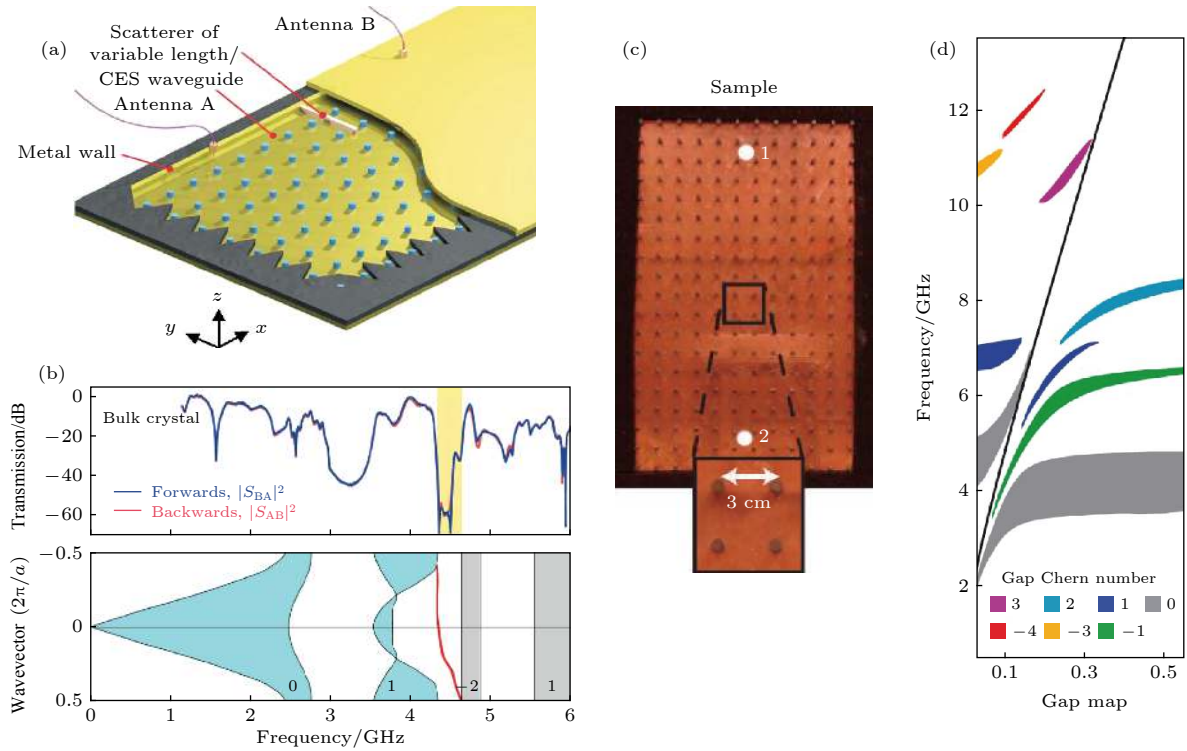 (a)
Scatterer of
variable length/
CES waveguide
Antenna A
Antenna B
Metal wall
z
y
x
(b)
0
−20
−40
−60
Transmission/dB
Bulk crystal
Forwards, |S_BA|²
Backwards, |S_AB|²
−0.5
0
0.5
Wavevector (2π/a)
0
1
−2
1
0
1
2
3
4
5
6
Frequency/GHz
(c)
Sample
1
2
3 cm
(d)
12
10
8
6
4
2
Frequency/GHz
Gap Chern number
3
2
1
0
−4
−3
−1
0.1
0.3
0.5
Gap map